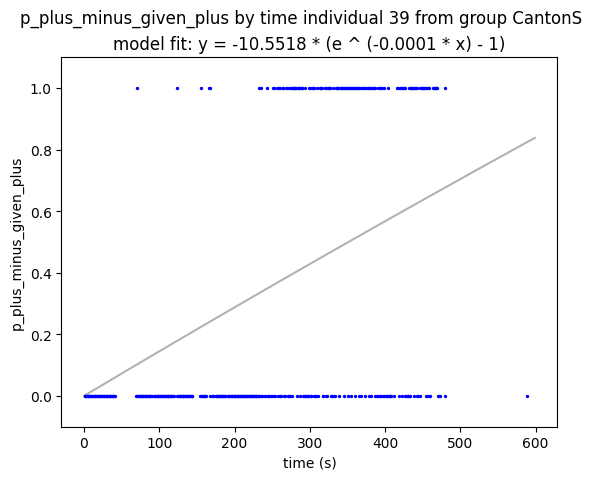 p_plus_minus_given_plus by time individual 39 from group CantonS
model fit: y = -10.5518 * (e ^ (-0.0001 * x) - 1)
1.0
0.8
0.6
0.4
0.2
0.0
p_plus_minus_given_plus
0 100 200 300 400 500 600
time (s)